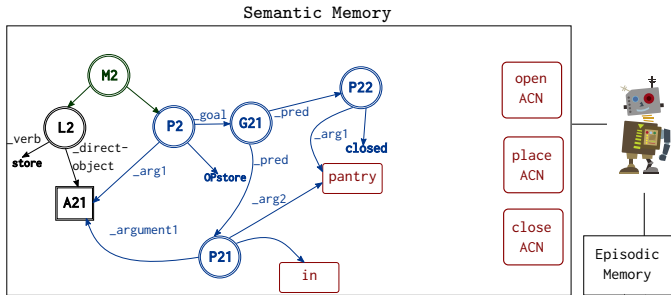 Semantic Memory
M2
P22
open
ACN
_goal
_pred
L2
P2
G21
_verb
_arg1
closed
store
_direct-
object
_pred
place
ACN
_arg1
OPstore
pantry
A21
_arg2
_argument1
close
ACN
P21
in
Episodic
Memory